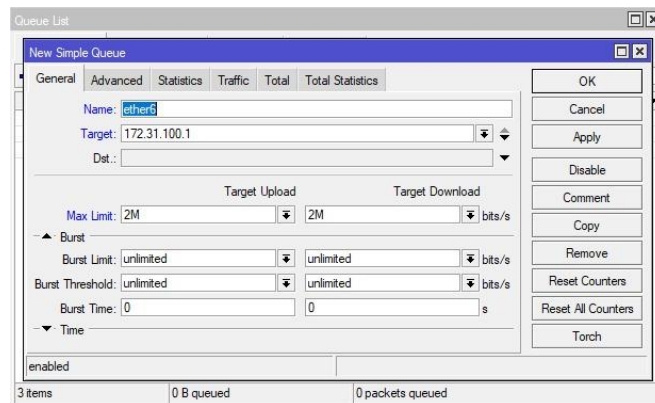 Queue List
New Simple Queue
General Advanced Statistics Traffic Total Total Statistics
OK
Name: ether6
Cancel
Target: 172.31.100.1
Apply
Dst.:
Disable
Target Upload Target Download
Comment
Max Limit: 2M 2M bits/s
Copy
Burst
Burst Limit: unlimited unlimited bits/s
Remove
Burst Threshold: unlimited unlimited bits/s
Reset Counters
Burst Time: 0 0 s
Reset All Counters
Time
Torch
enabled
3 items 0 B queued 0 packets queued